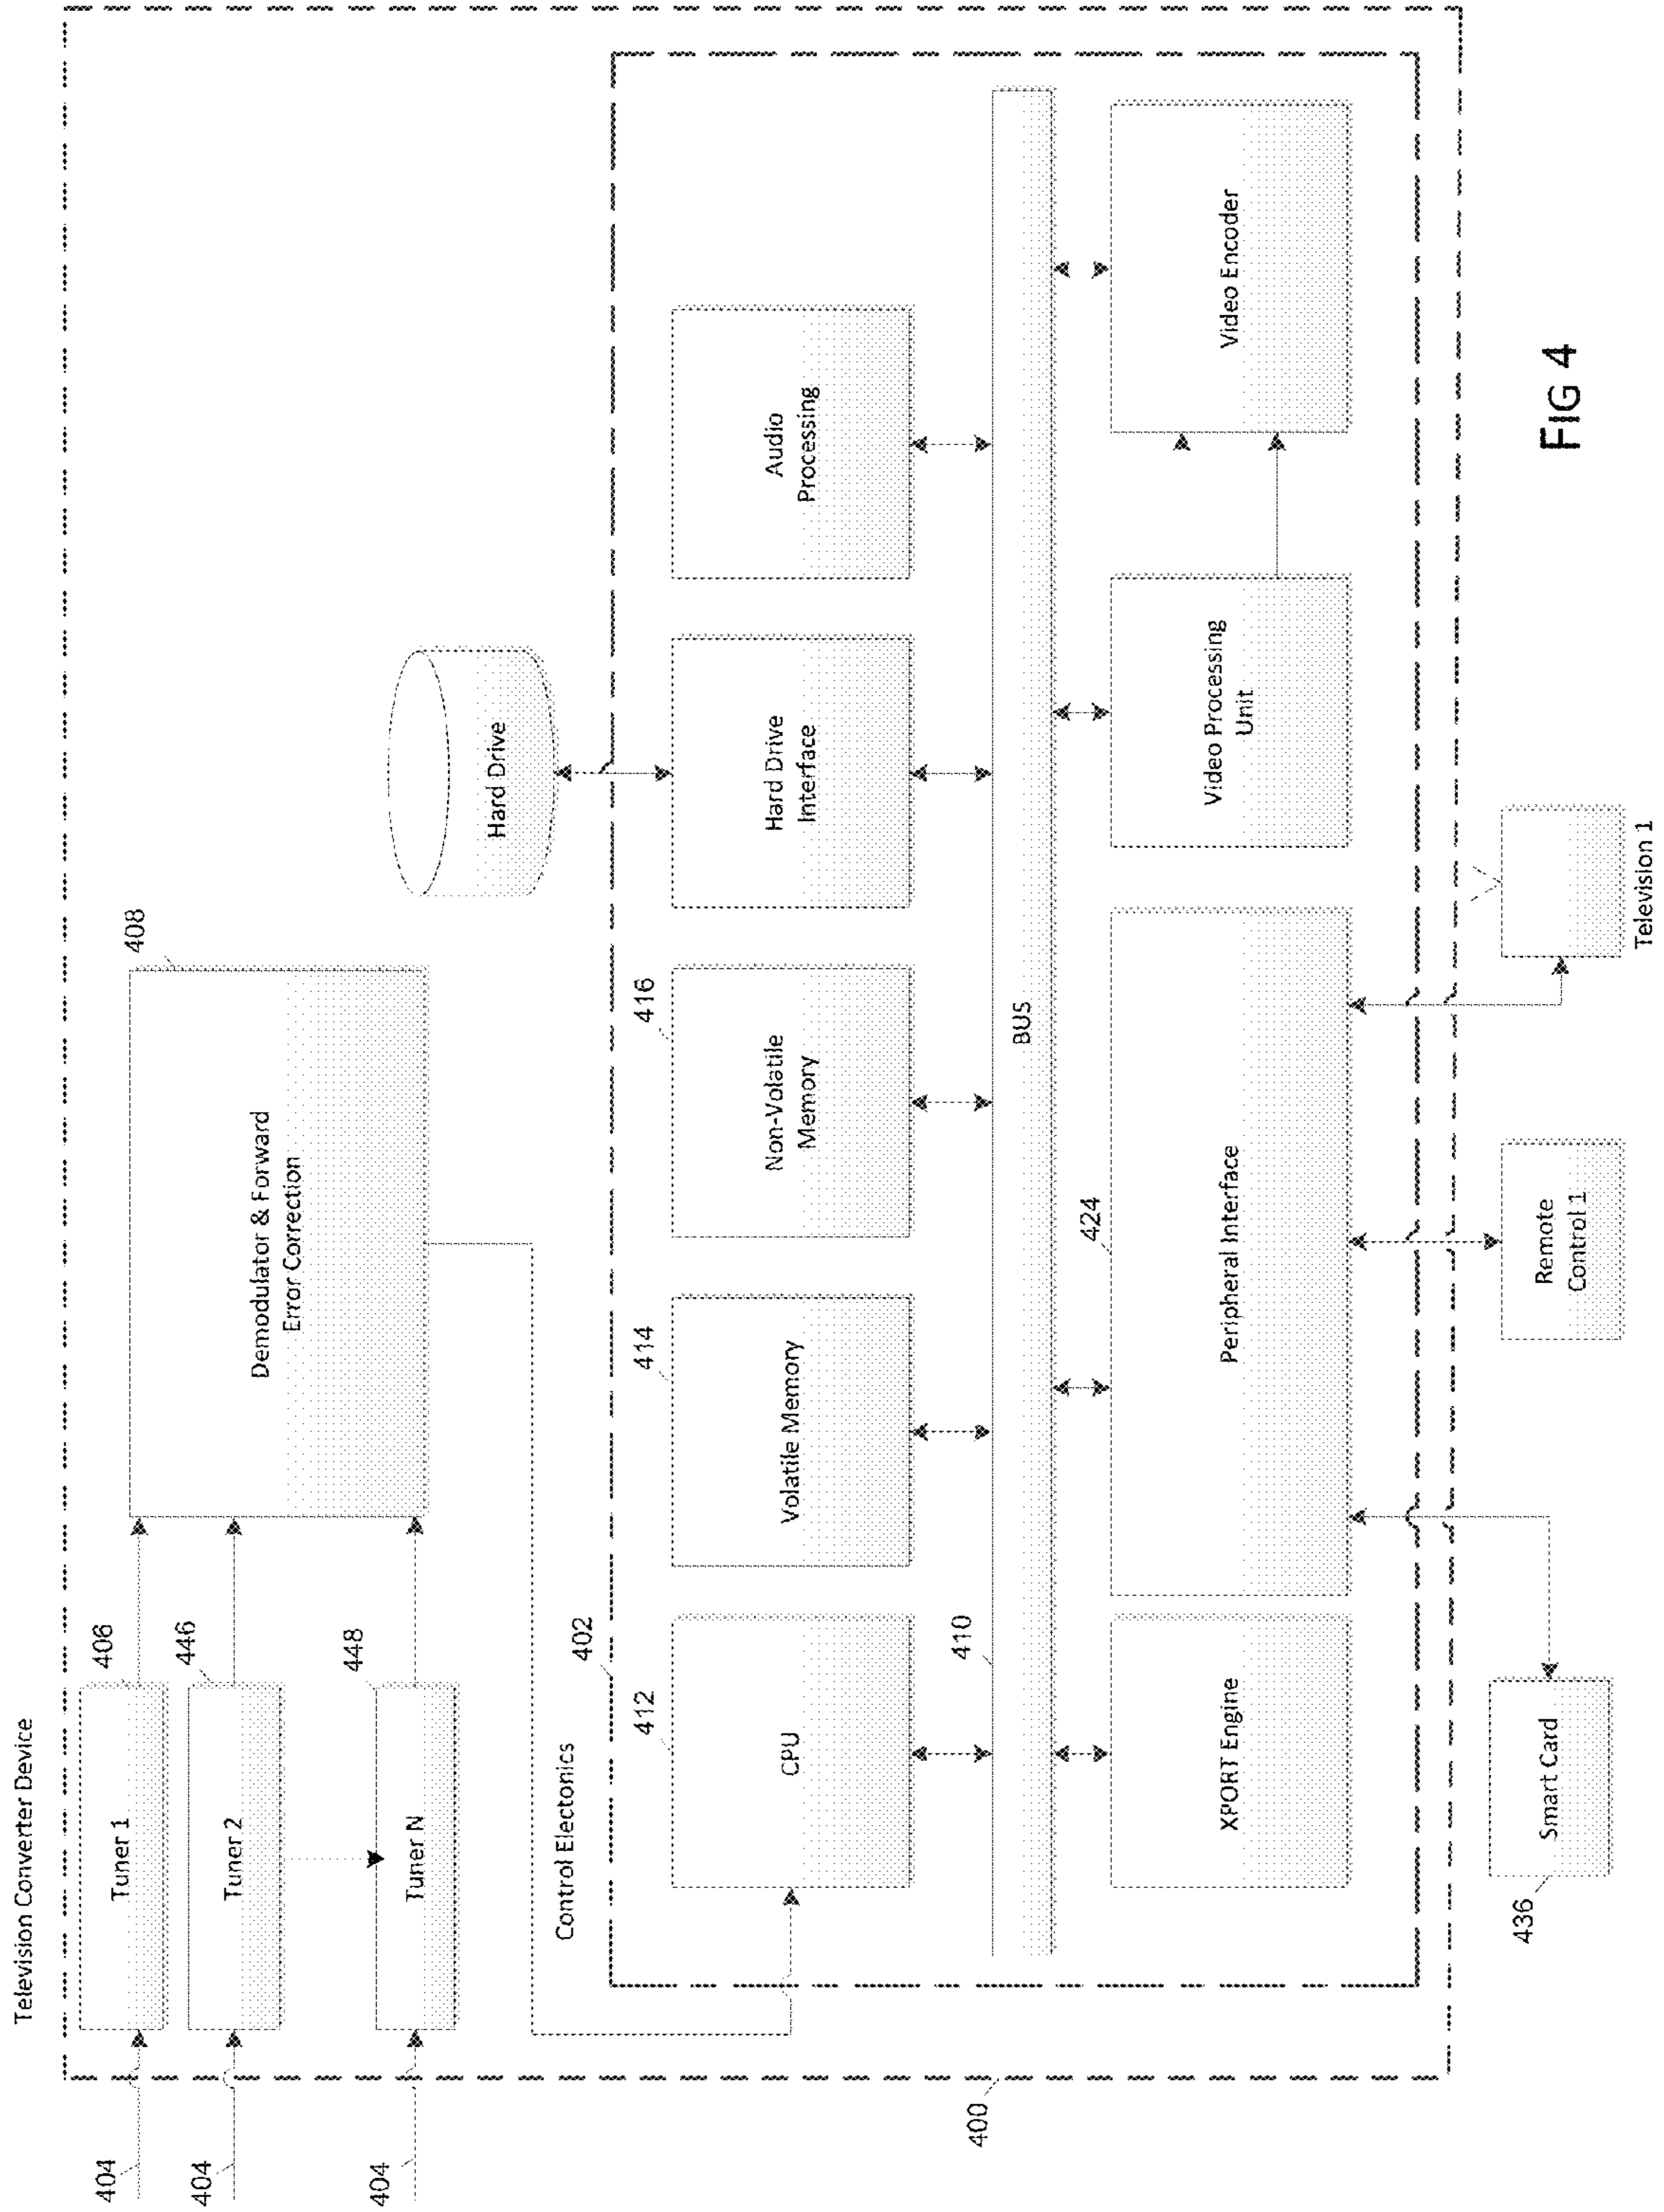 Television Converter Device
404
404
404
Tuner 1
406
Tuner 2
446
Tuner N
448
Demodulator & Forward
Error Correction
408
Hard Drive
Control Electonics
402
412
CPU
414
Volatile Memory
416
Non-Volatile
Memory
Hard Drive
Interface
Audio
Processing
410
BUS
XPORT Engine
424
Peripheral Interface
Video Processing
Unit
Video Encoder
400
436
Smart Card
Remote
Control 1
Television 1
FIG 4